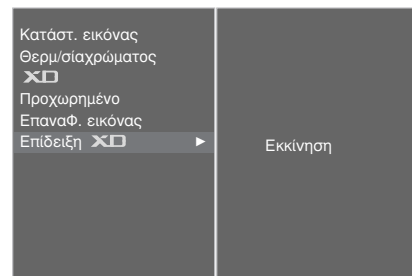 Κατάστ. εικόνας
Θερμ/σίαχρώματος
XD
Προχωρημένο
ΕπαναΦ. εικόνας
Επίδειξη XD ►
Εκκίνηση